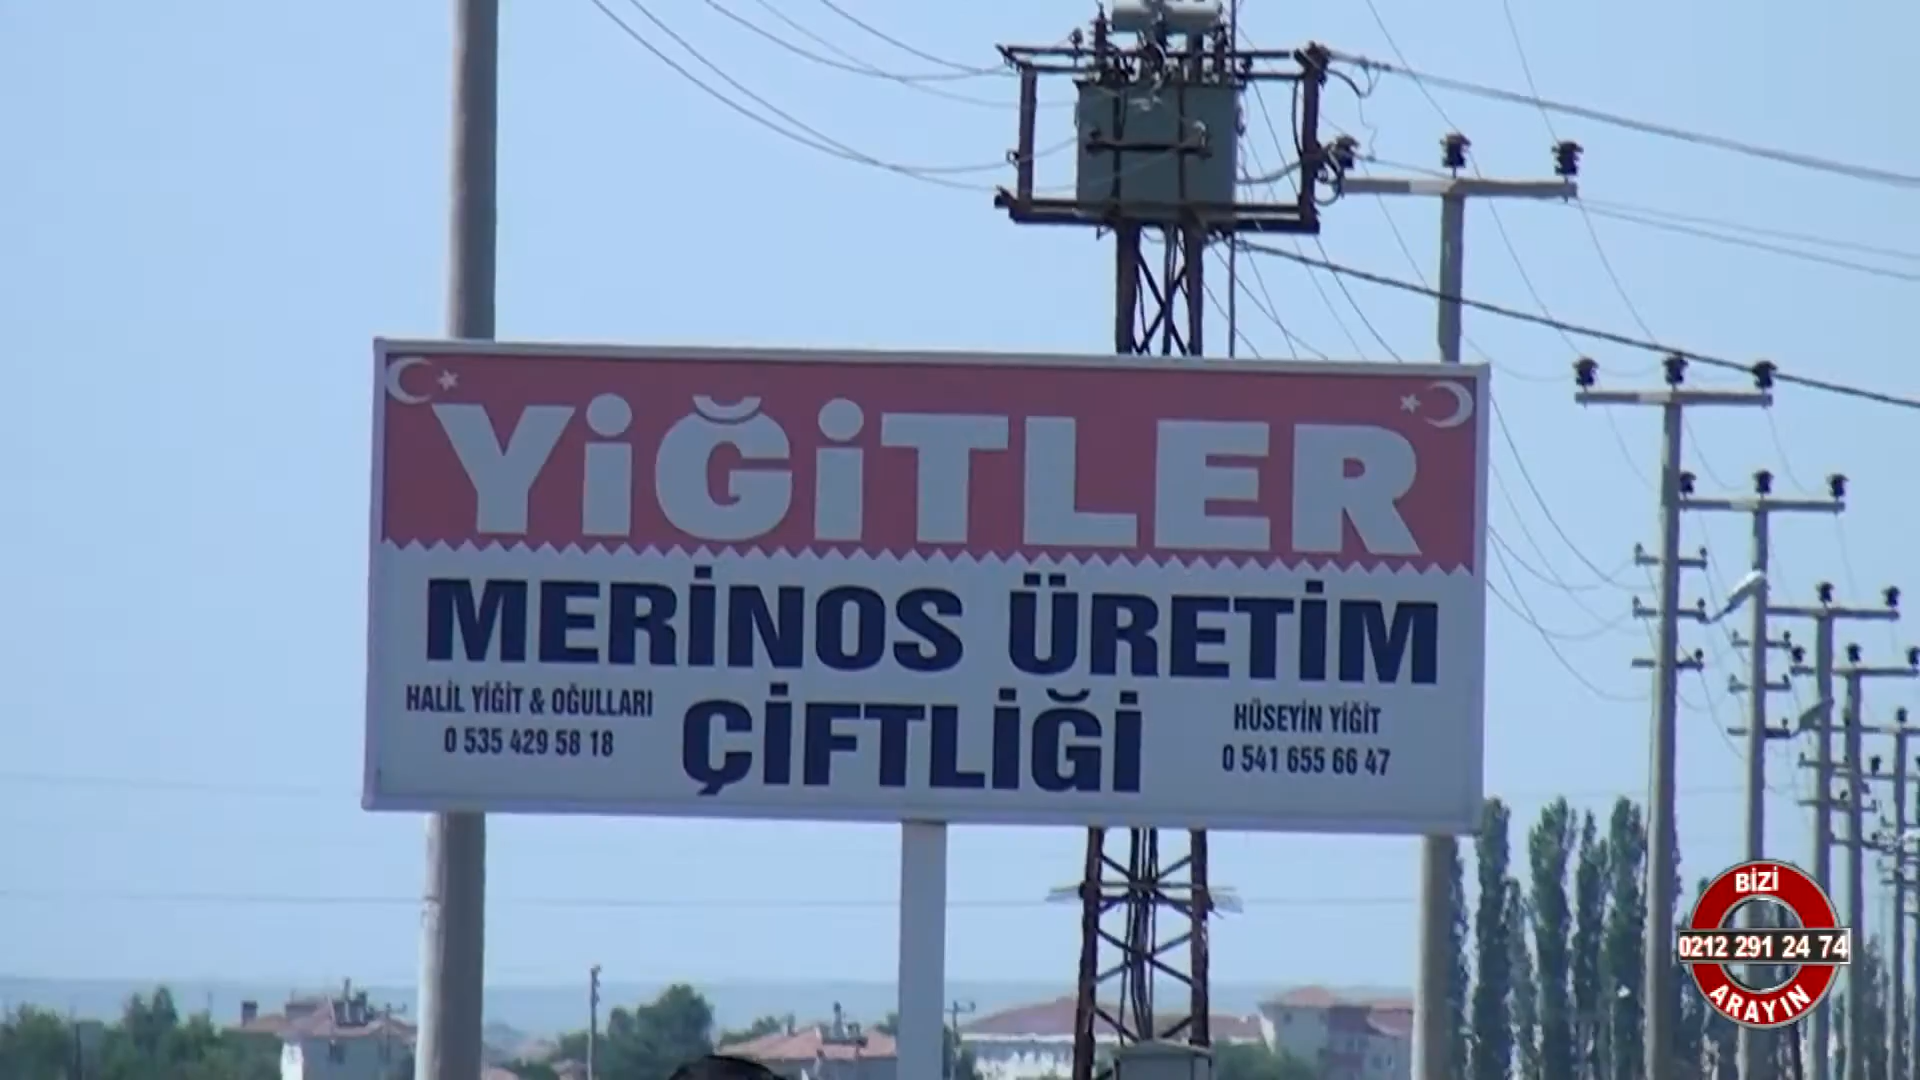 YİĞİTLER
MERİNOS ÜRETİM
ÇİFTLİĞİ
HALİL YİĞİT & OĞULLARI
0 535 429 58 18
HÜSEYİN YİĞİT
0 541 655 66 47
BİZİ
0212 291 24 74
ARAYIN